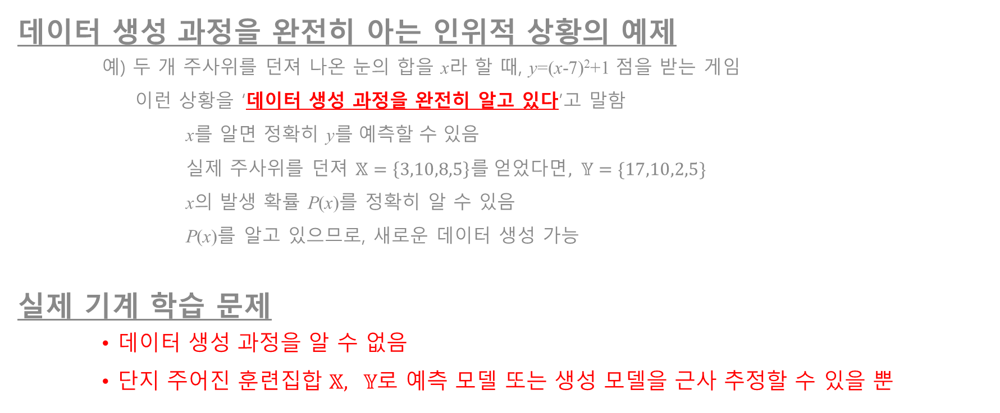 데이터 생성 과정을 완전히 아는 인위적 상황의 예제
예) 두 개 주사위를 던져 나온 눈의 합을 x라 할 때, y=(x-7)²+1 점을 받는 게임
이런 상황을 ‘데이터 생성 과정을 완전히 알고 있다’고 말함
x를 알면 정확히 y를 예측할 수 있음
실제 주사위를 던져 𝕏 = {3,10,8,5}를 얻었다면, 𝕐 = {17,10,2,5}
x의 발생 확률 P(x)를 정확히 알 수 있음
P(x)를 알고 있으므로, 새로운 데이터 생성 가능
실제 기계 학습 문제
• 데이터 생성 과정을 알 수 없음
• 단지 주어진 훈련집합 𝕏, 𝕐로 예측 모델 또는 생성 모델을 근사 추정할 수 있을 뿐